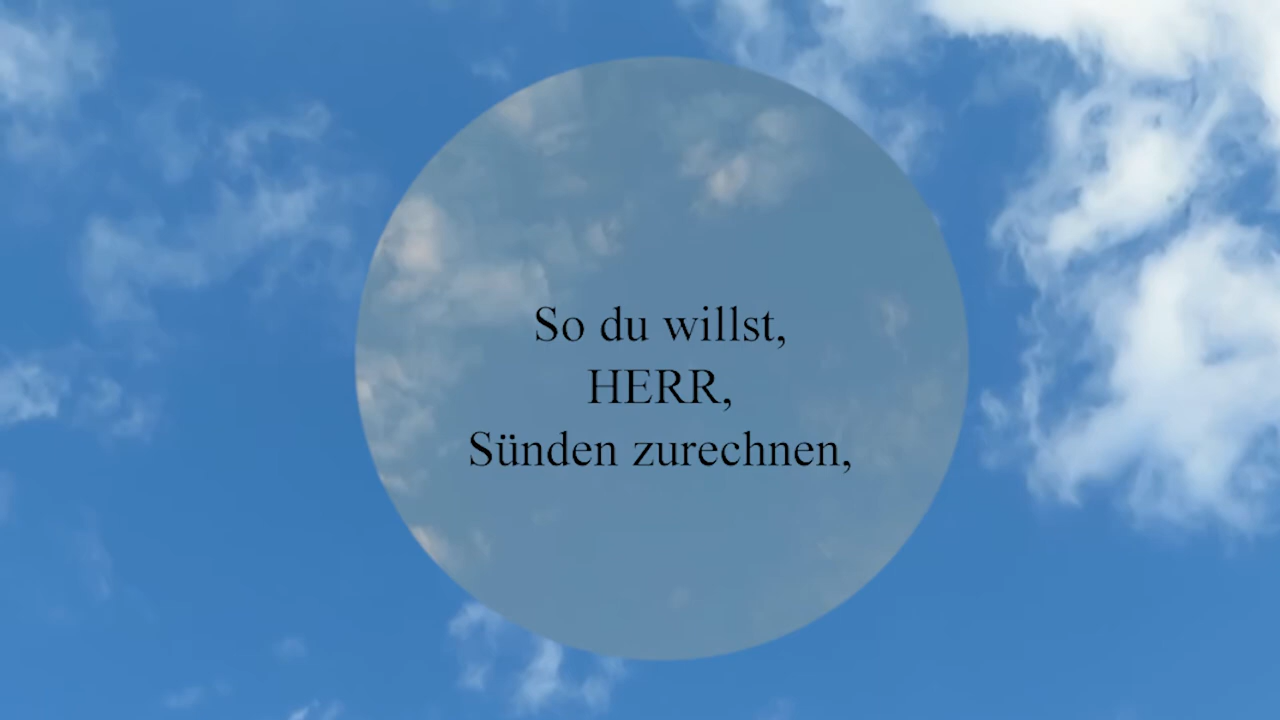 So du willst,
HERR,
Sünden zurechnen,